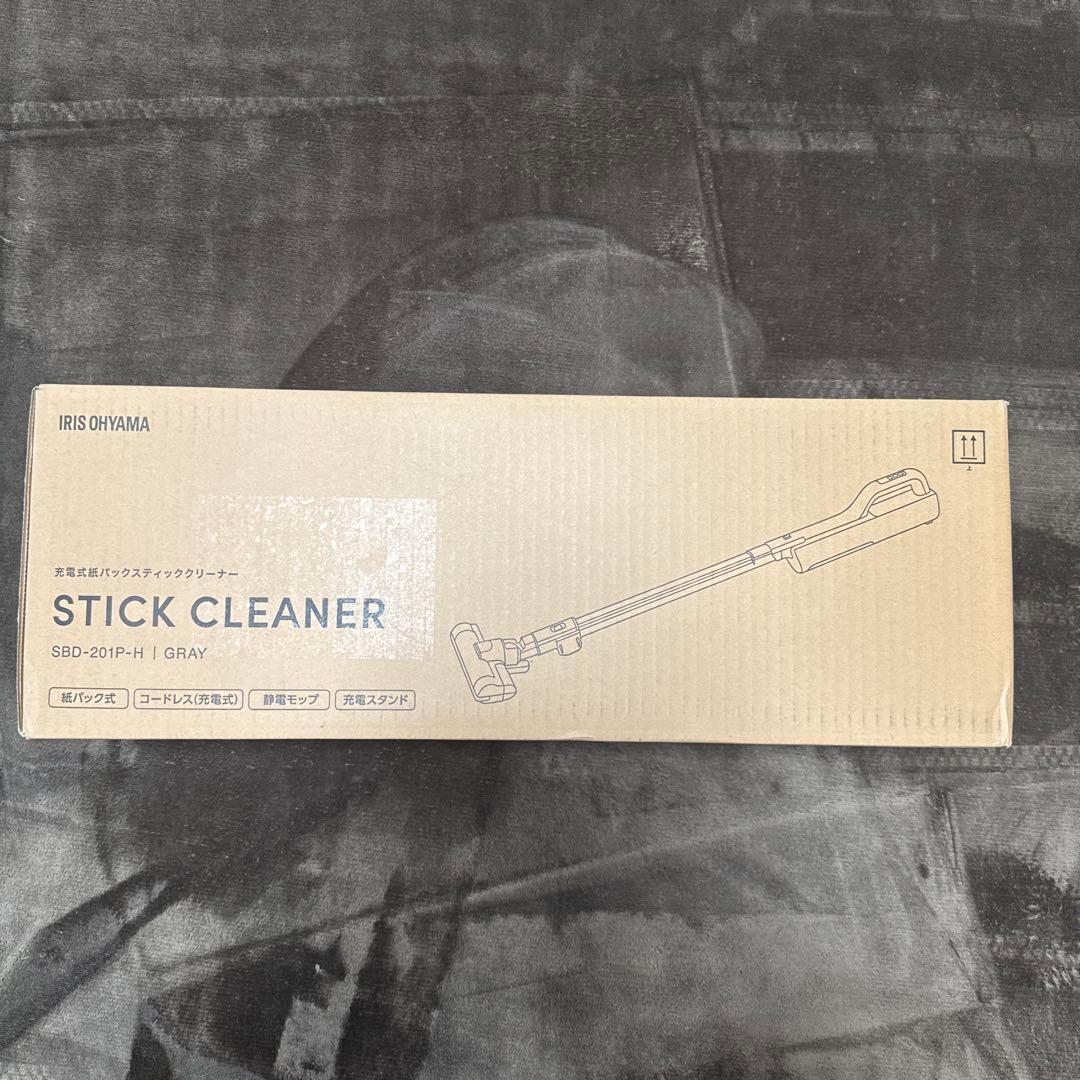 IRIS OHYAMA
上
充電式紙パックスティッククリーナー
STICK CLEANER
SBD-201P-H | GRAY
紙パック式 コードレス(充電式) 静電モップ 充電スタンド